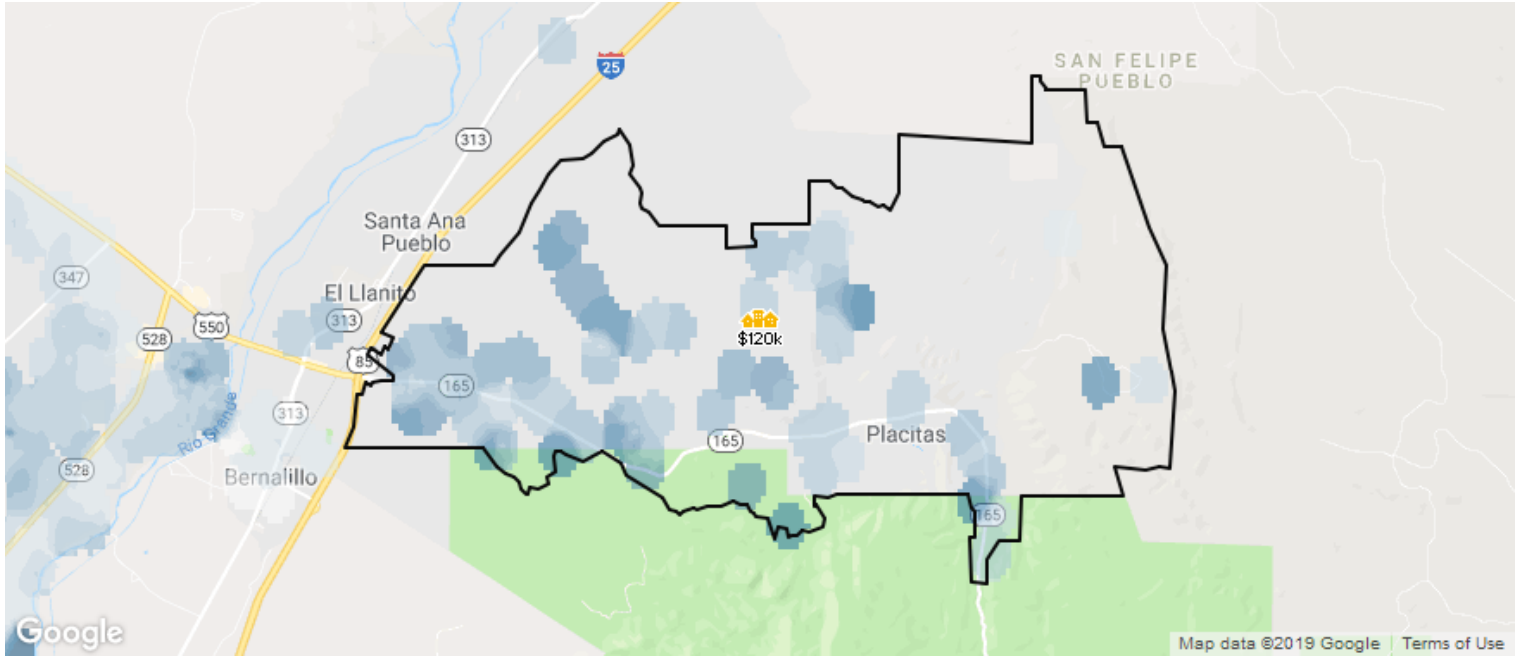 25
SAN FELIPE
PUEBLO
313
Santa Ana
Pueblo
347
El Llanito
550
313
528
$120k
85
165
313
Rio Grande
165
Placitas
528
Bernalillo
165
Google
Map data ©2019 Google
Terms of Use